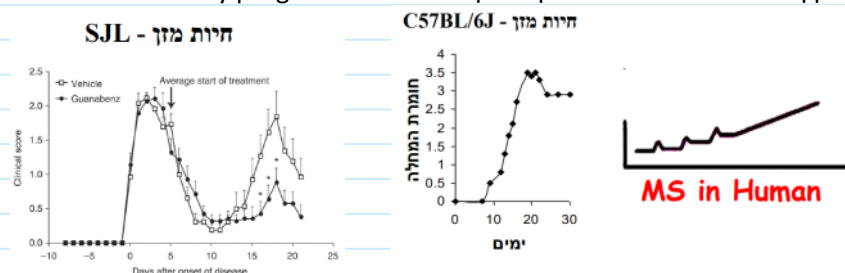 SJL - חיות מזן
Vehicle
Guanabenz
Average start of treatment
Clinical score
2.5
2.0
1.5
1.0
0.5
0.0
-10 -5 0 5 10 15 20 25
Days after onset of disease
C57BL/6J - חיות מזן
חומרת המחלה
4
3.5
3
2.5
2
1.5
1
0.5
0
0 10 20 30
ימים
MS in Human